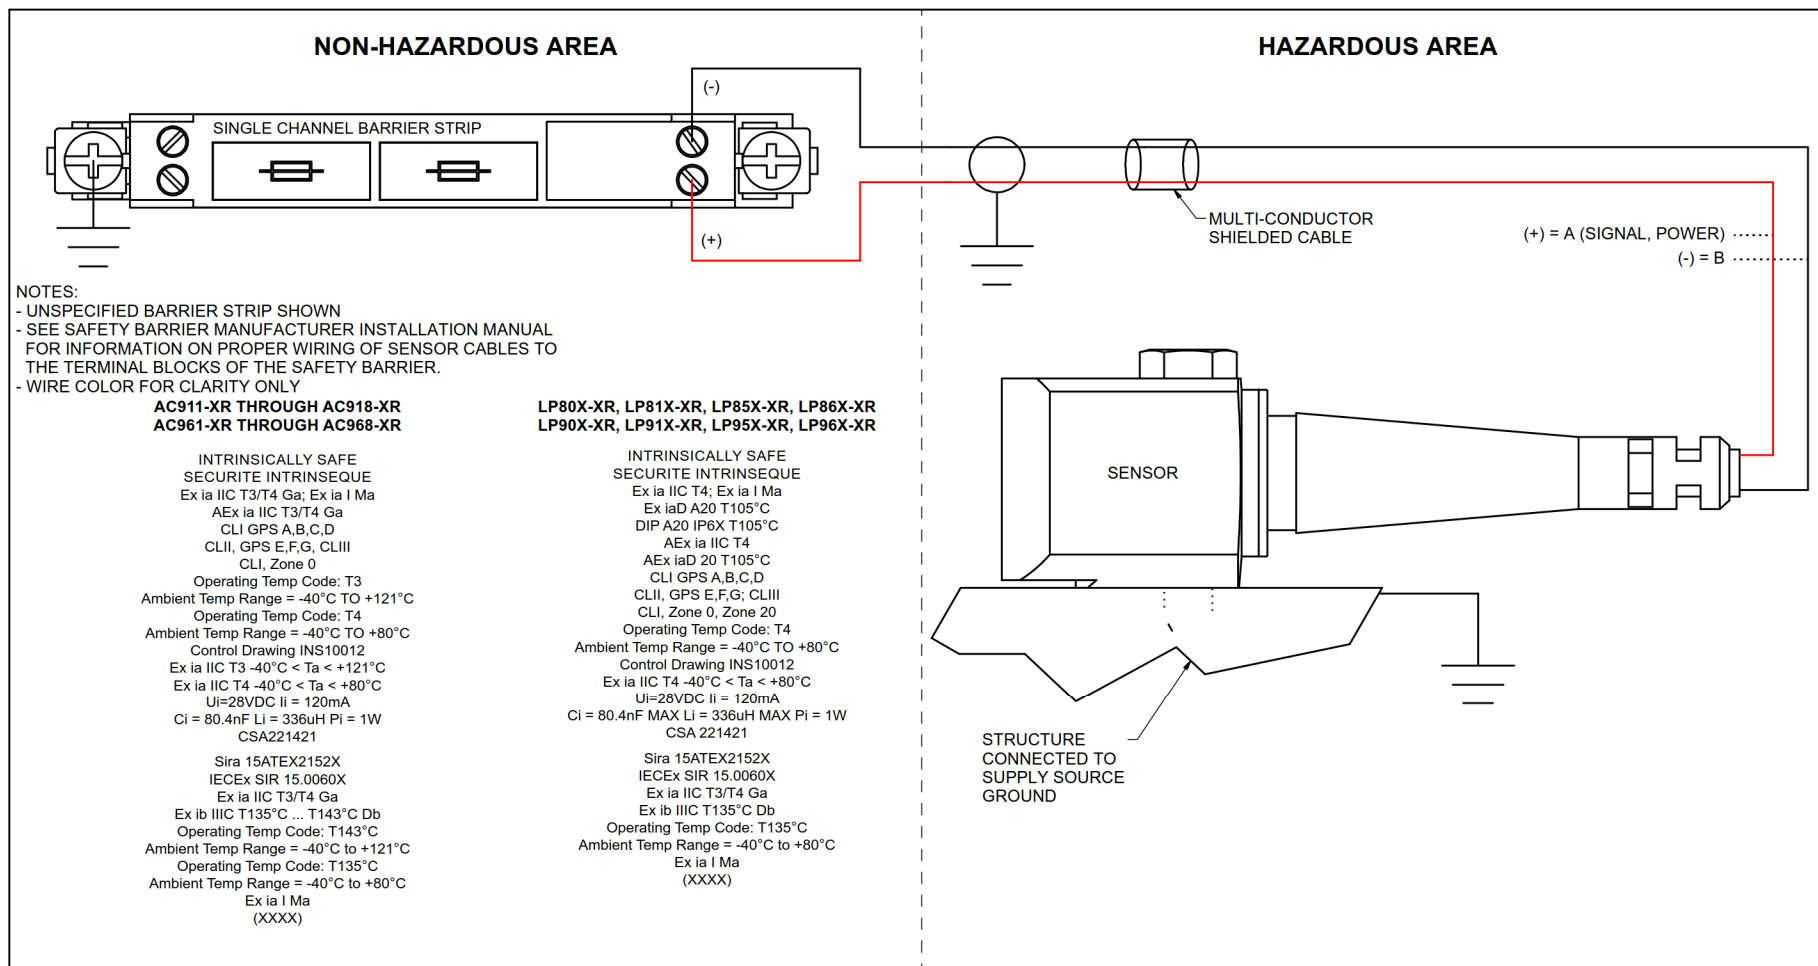 NON-HAZARDOUS AREA
HAZARDOUS AREA
(-)
SINGLE CHANNEL BARRIER STRIP
(+)
MULTI-CONDUCTOR
SHIELDED CABLE
(+) = A (SIGNAL, POWER)
(-) = B
NOTES:
- UNSPECIFIED BARRIER STRIP SHOWN
- SEE SAFETY BARRIER MANUFACTURER INSTALLATION MANUAL
FOR INFORMATION ON PROPER WIRING OF SENSOR CABLES TO
THE TERMINAL BLOCKS OF THE SAFETY BARRIER.
- WIRE COLOR FOR CLARITY ONLY
AC911-XR THROUGH AC918-XR
AC961-XR THROUGH AC968-XR
INTRINSICALLY SAFE
SECURITE INTRINSEQUE
Ex ia IIC T3/T4 Ga; Ex ia I Ma
AEx ia IIC T3/T4 Ga
CLI GPS A,B,C,D
CLII, GPS E,F,G, CLIII
CLI, Zone 0
Operating Temp Code: T3
Ambient Temp Range = -40°C TO +121°C
Operating Temp Code: T4
Ambient Temp Range = -40°C TO +80°C
Control Drawing INS10012
Ex ia IIC T3 -40°C < Ta < +121°C
Ex ia IIC T4 -40°C < Ta < +80°C
Ui=28VDC Ii = 120mA
Ci = 80.4nF Li = 336uH Pi = 1W
CSA221421
Sira 15ATEX2152X
IECEx SIR 15.0060X
Ex ia IIC T3/T4 Ga
Ex ib IIIC T135°C ... T143°C Db
Operating Temp Code: T143°C
Ambient Temp Range = -40°C to +121°C
Operating Temp Code: T135°C
Ambient Temp Range = -40°C to +80°C
Ex ia I Ma
(XXXX)
LP80X-XR, LP81X-XR, LP85X-XR, LP86X-XR
LP90X-XR, LP91X-XR, LP95X-XR, LP96X-XR
INTRINSICALLY SAFE
SECURITE INTRINSEQUE
Ex ia IIC T4; Ex ia I Ma
Ex iaD A20 T105°C
DIP A20 IP6X T105°C
AEx ia IIC T4
AEx iaD 20 T105°C
CLI GPS A,B,C,D
CLII, GPS E,F,G; CLIII
CLI, Zone 0, Zone 20
Operating Temp Code: T4
Ambient Temp Range = -40°C TO +80°C
Control Drawing INS10012
Ex ia IIC T4 -40°C < Ta < +80°C
Ui=28VDC Ii = 120mA
Ci = 80.4nF MAX Li = 336uH MAX Pi = 1W
CSA 221421
Sira 15ATEX2152X
IECEx SIR 15.0060X
Ex ia IIC T3/T4 Ga
Ex ib IIIC T135°C Db
Operating Temp Code: T135°C
Ambient Temp Range = -40°C to +80°C
Ex ia I Ma
(XXXX)
SENSOR
STRUCTURE
CONNECTED TO
SUPPLY SOURCE
GROUND